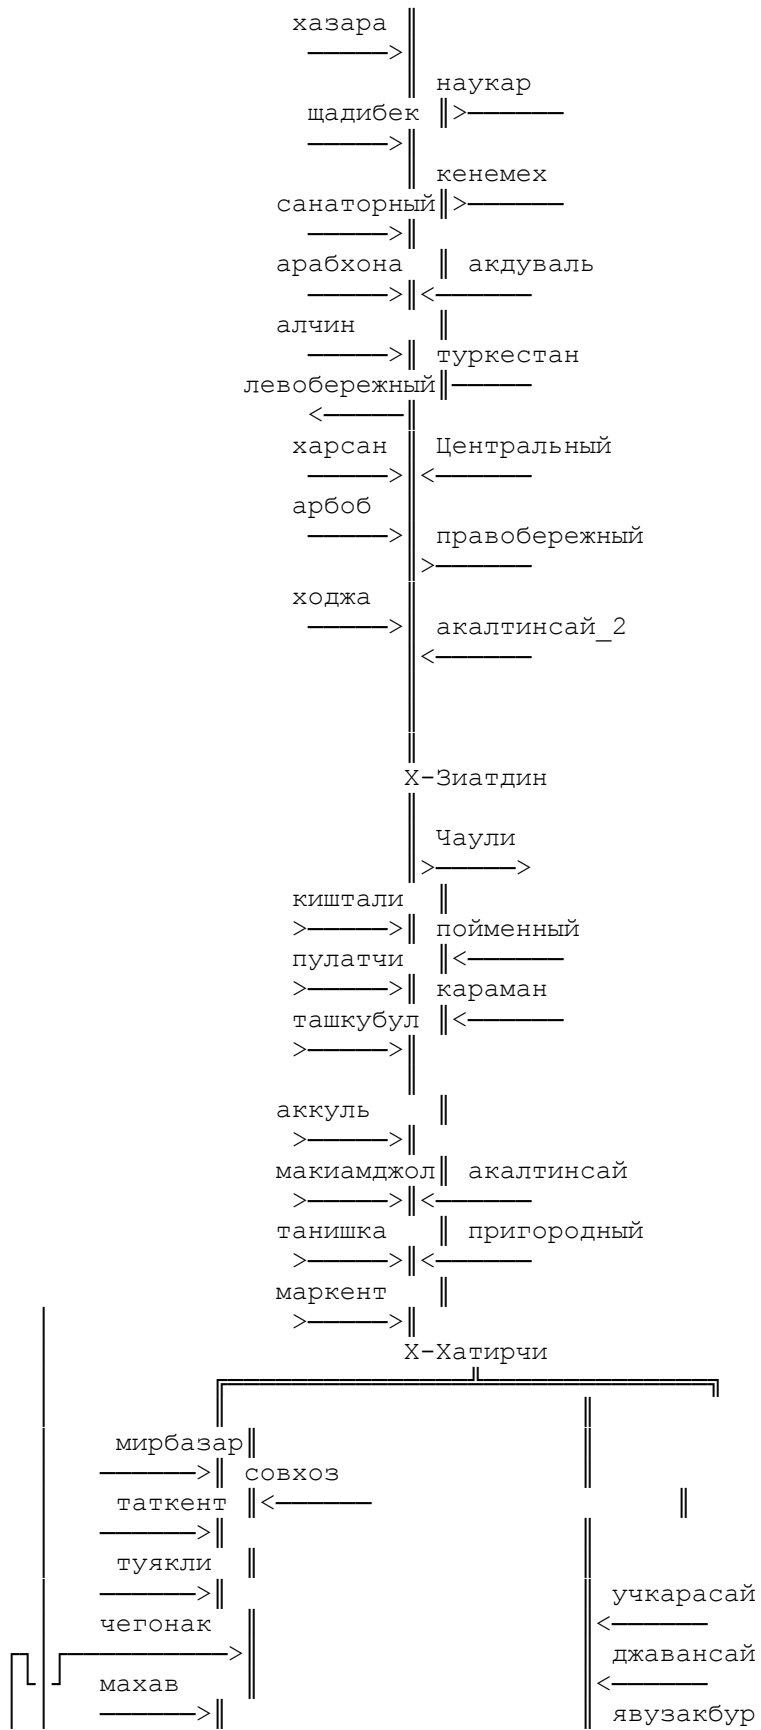 хазара
наукар
щадибек
кенемех
санаторный
арабхона акдуваль
алчин
туркестан
левобережный
харсан Центральный
арбоб
правобережный
ходжа
акалтинсай_2
Х-Зиатдин
Чаули
киштали
пойменный
пулатчи
караман
ташкубул
аккуль
макиамджол акалтинсай
танишка пригородный
маркент
Х-Хатирчи
мирбазар
совхоз
таткент
туякли
учкарасай
чегонак
джавансай
махав
явузакбур